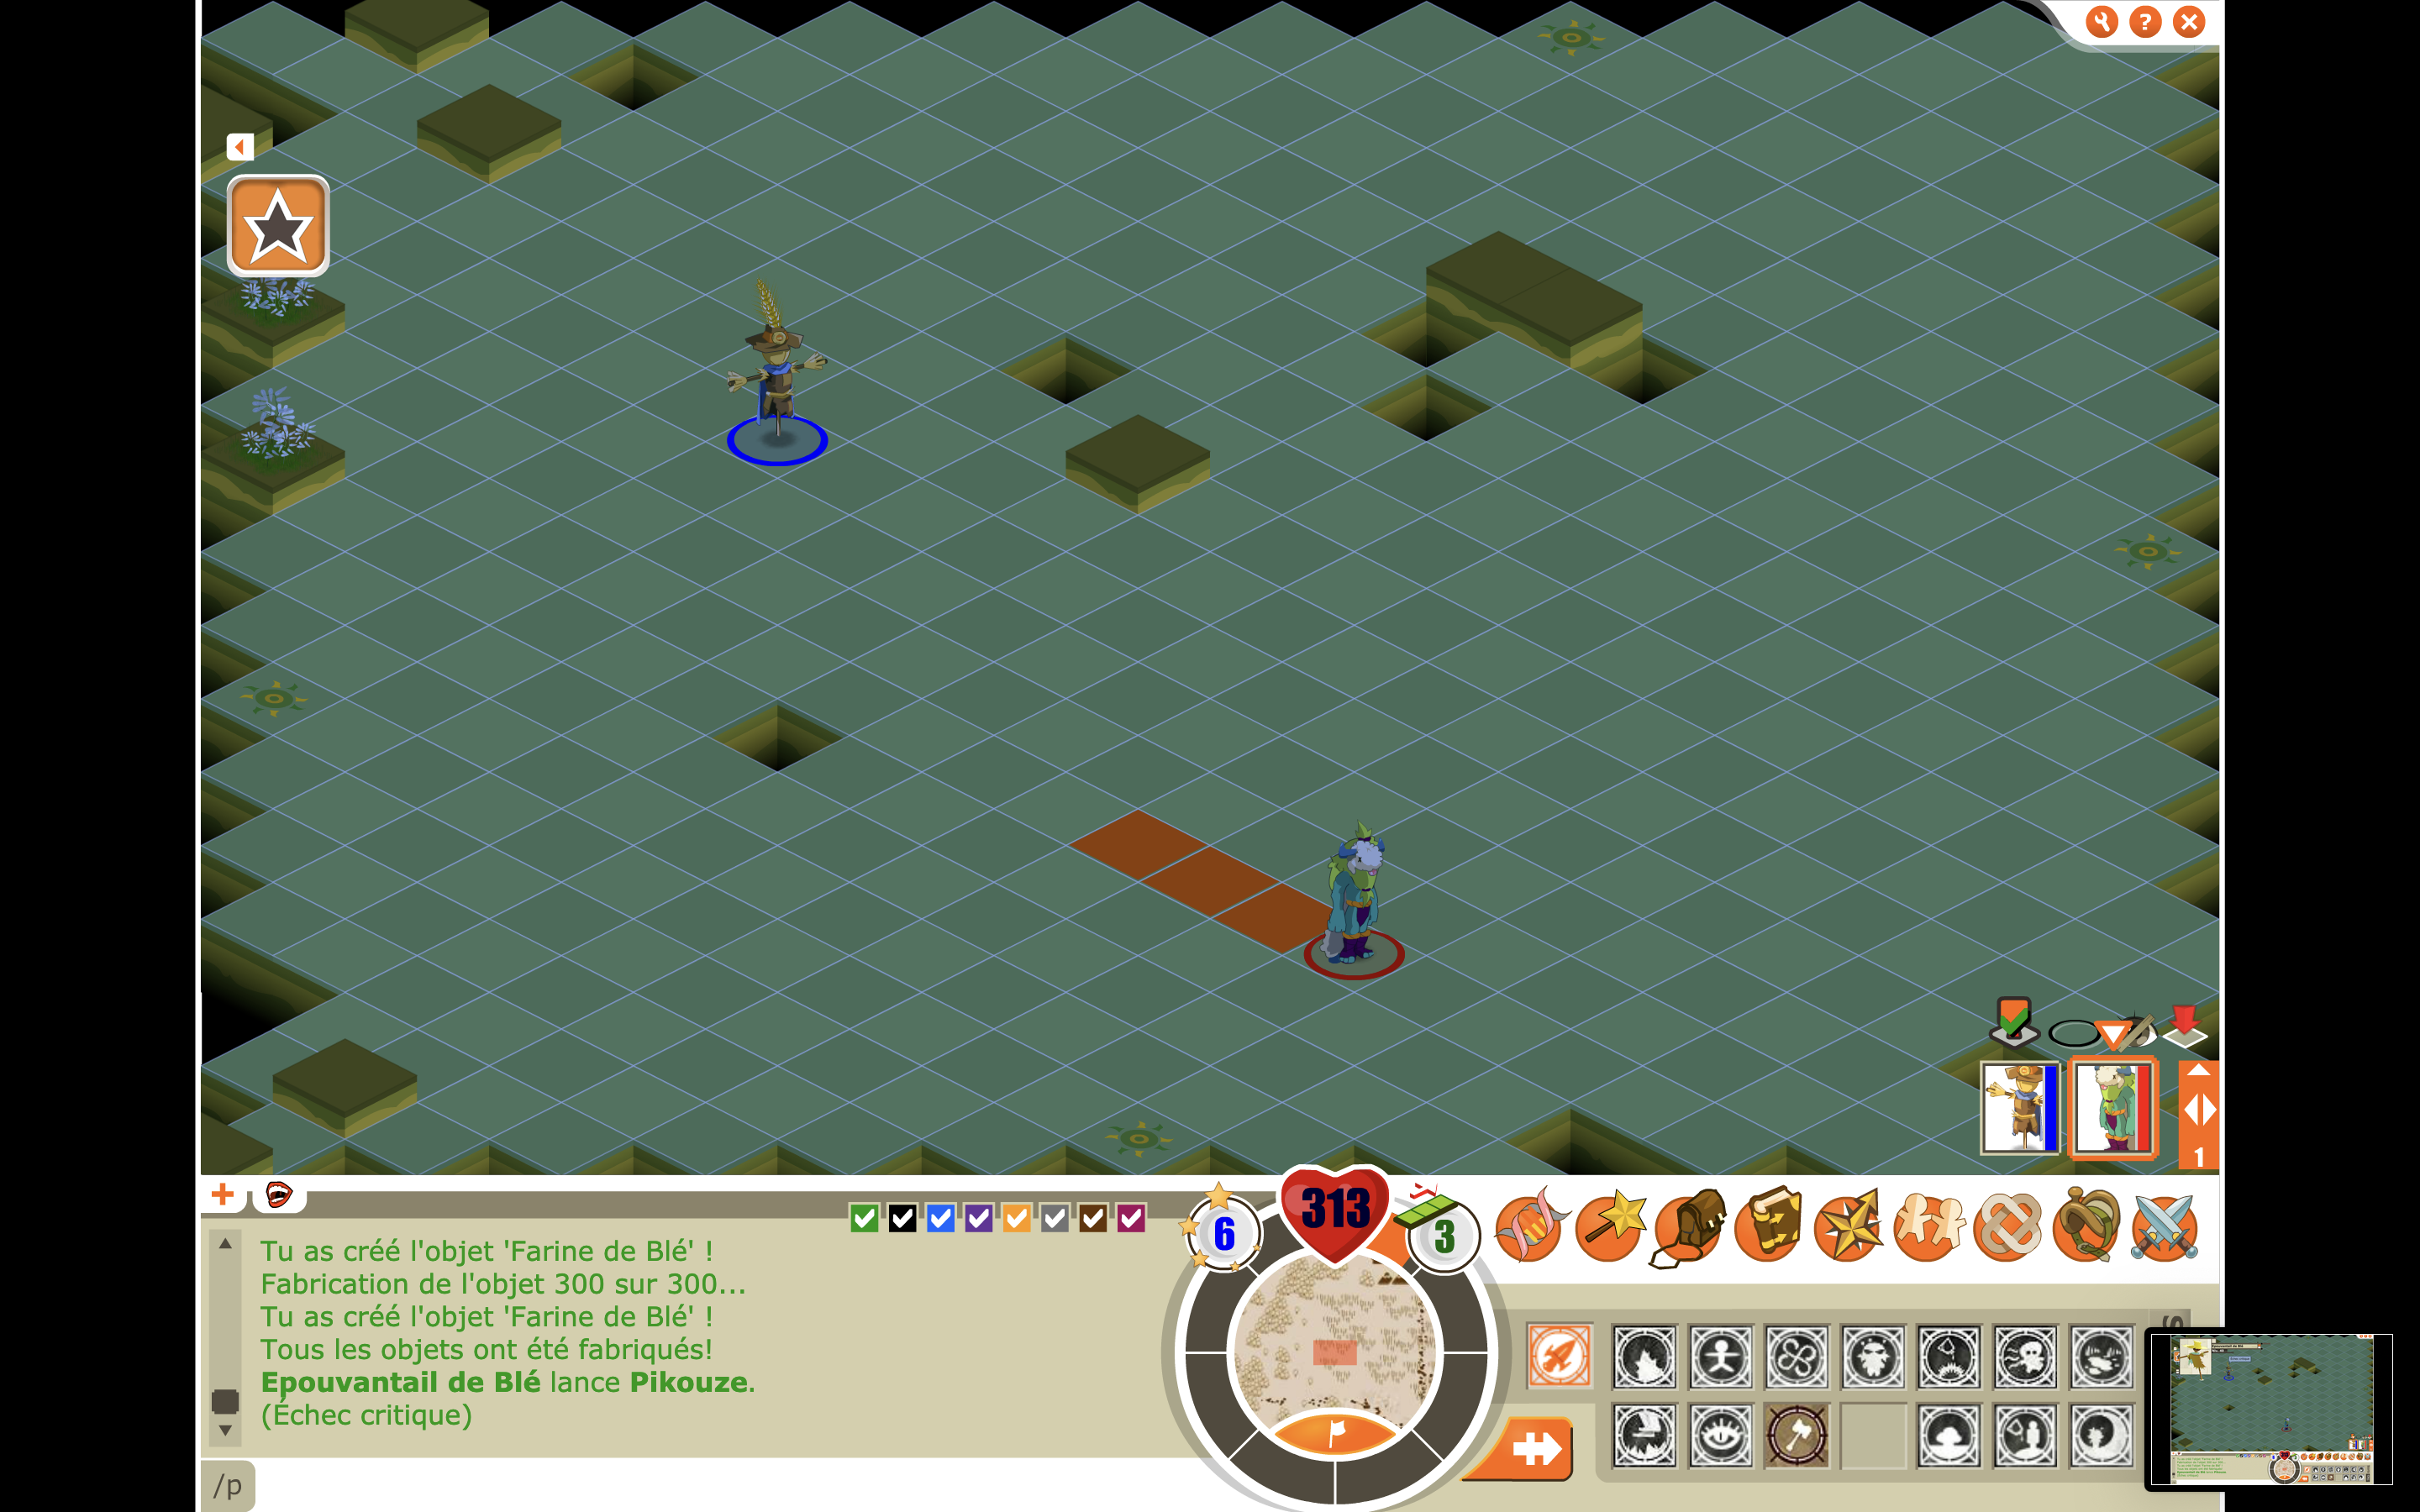 ?
1
6
313
3
Tu as créé l'objet 'Farine de Blé' !
Fabrication de l'objet 300 sur 300...
Tu as créé l'objet 'Farine de Blé' !
Tous les objets ont été fabriqués!
Epouvantail de Blé lance Pikouze.
(Échec critique)
/p